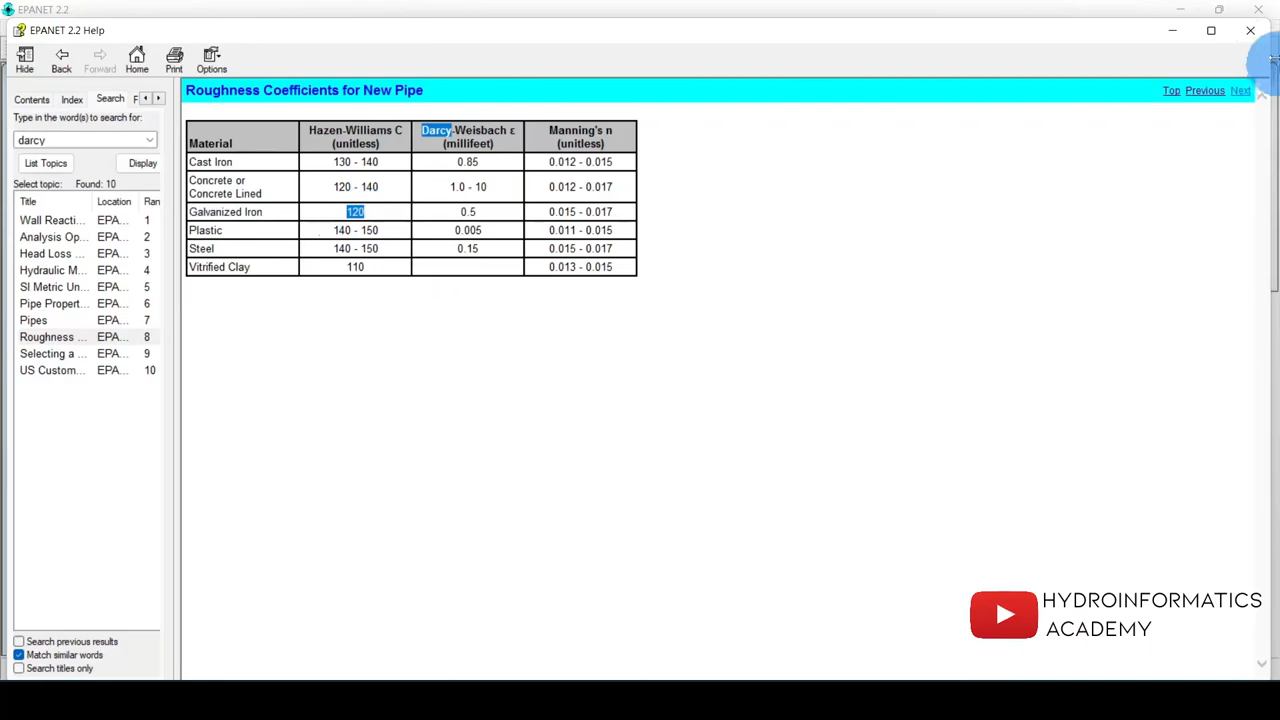 EPANET 2.2
EPANET 2.2 Help
Hide Back Forward Home Print Options
Contents Index Search F
Type in the word(s) to search for:
darcy
List Topics Display
Select topic: Found: 10
Title Location Ran
Wall Reacti... EPA... 1
Analysis Op... EPA... 2
Head Loss ... EPA... 3
Hydraulic M... EPA... 4
SI Metric Un... EPA... 5
Pipe Propert... EPA... 6
Pipes EPA... 7
Roughness ... EPA... 8
Selecting a ... EPA... 9
US Custom... EPA... 10
Search previous results
Match similar words
Search titles only
Roughness Coefficients for New Pipe
Top Previous Next
Material Hazen-Williams C (unitless) Darcy-Weisbach ε (millifeet) Manning's n (unitless)
Cast Iron 130 - 140 0.85 0.012 - 0.015
Concrete or Concrete Lined 120 - 140 1.0 - 10 0.012 - 0.017
Galvanized Iron 120 0.5 0.015 - 0.017
Plastic 140 - 150 0.005 0.011 - 0.015
Steel 140 - 150 0.15 0.015 - 0.017
Vitrified Clay 110 0.013 - 0.015
HYDROINFORMATICS
ACADEMY